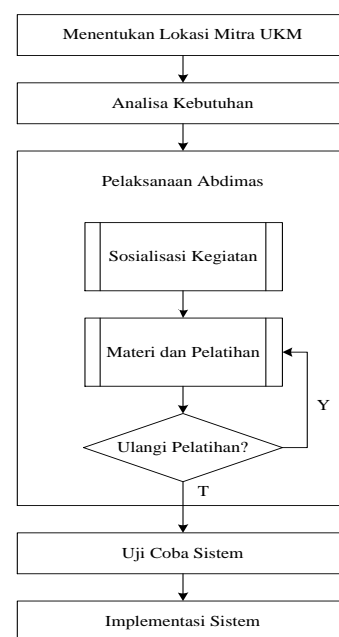 Menentukan Lokasi Mitra UKM
Analisa Kebutuhan
Pelaksanaan Abdimas
Sosialisasi Kegiatan
Materi dan Pelatihan
Ulangi Pelatihan?
Y
T
Uji Coba Sistem
Implementasi Sistem